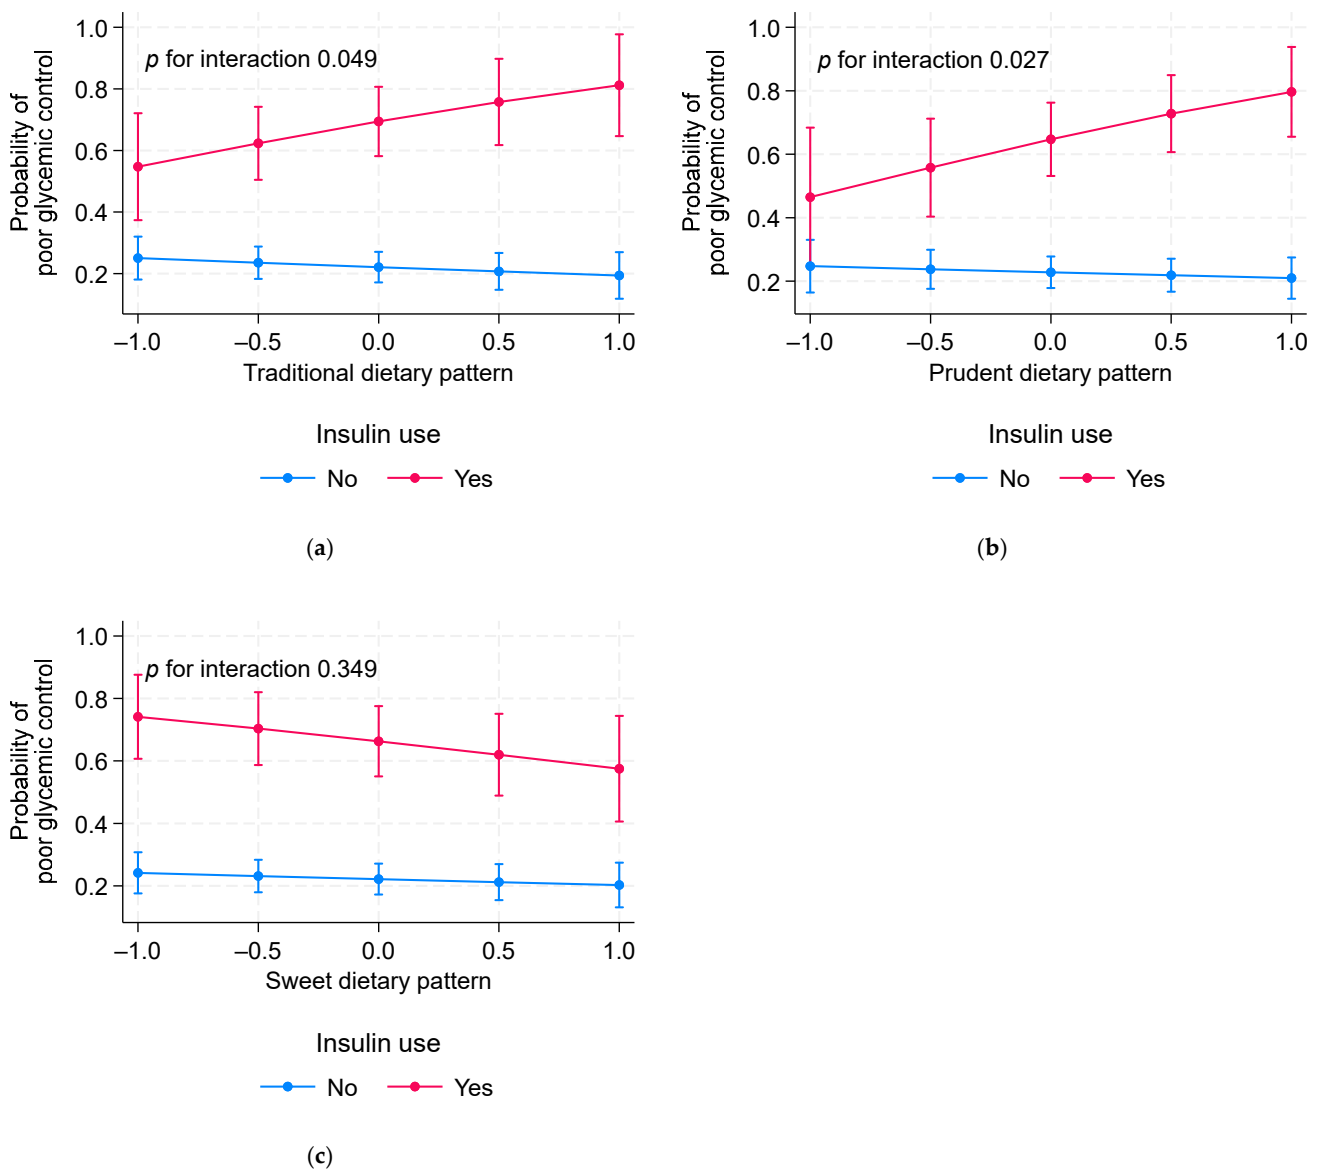 1.0
0.8
0.6
0.4
0.2
Probability of
poor glycemic control
p for interaction 0.049
–1.0 –0.5 0.0 0.5 1.0
Traditional dietary pattern
Insulin use
No Yes
(a)
1.0
0.8
0.6
0.4
0.2
Probability of
poor glycemic control
p for interaction 0.027
–1.0 –0.5 0.0 0.5 1.0
Prudent dietary pattern
Insulin use
No Yes
(b)
1.0
0.8
0.6
0.4
0.2
Probability of
poor glycemic control
p for interaction 0.349
–1.0 –0.5 0.0 0.5 1.0
Sweet dietary pattern
Insulin use
No Yes
(c)